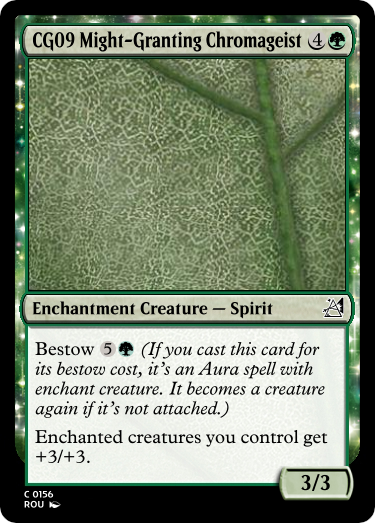 CG09 Might-Granting Chromageist 4
Enchantment Creature — Spirit
Bestow 5 (If you cast this card for
its bestow cost, it's an Aura spell with
enchant creature. It becomes a creature
again if it's not attached.)
Enchanted creatures you control get
+3/+3.
3/3
C 0156
ROU